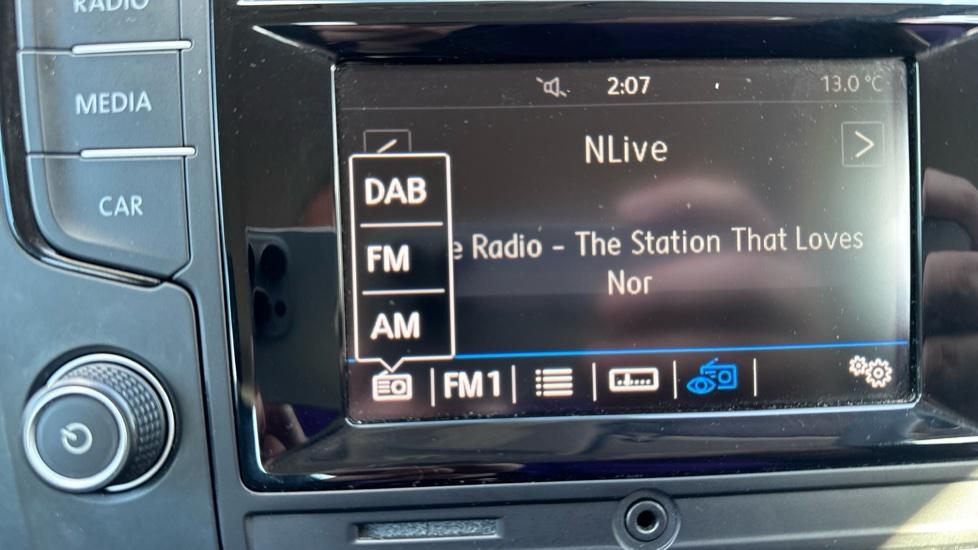 RADIO
MEDIA
CAR
2:07
13.0 °C
NLive
DAB
FM
AM
e Radio - The Station That Loves
Nor
FM1